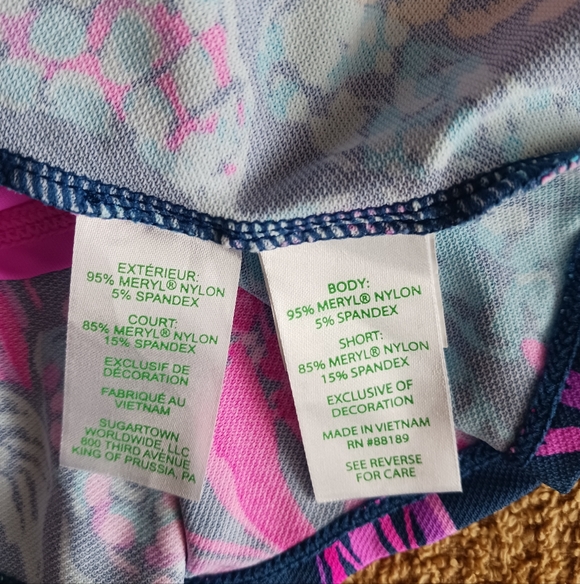 EXTÉRIEUR:
95% MERYL® NYLON
5% SPANDEX
COURT:
85% MERYL® NYLON
15% SPANDEX
EXCLUSIF DE
DÉCORATION
FABRIQUÉ AU
VIETNAM
SUGARTOWN
WORLDWIDE, LLC
800 THIRD AVENUE
KING OF PRUSSIA, PA
BODY:
95% MERYL® NYLON
5% SPANDEX
SHORT:
85% MERYL® NYLON
15% SPANDEX
EXCLUSIVE OF
DECORATION
MADE IN VIETNAM
RN #88189
SEE REVERSE
FOR CARE